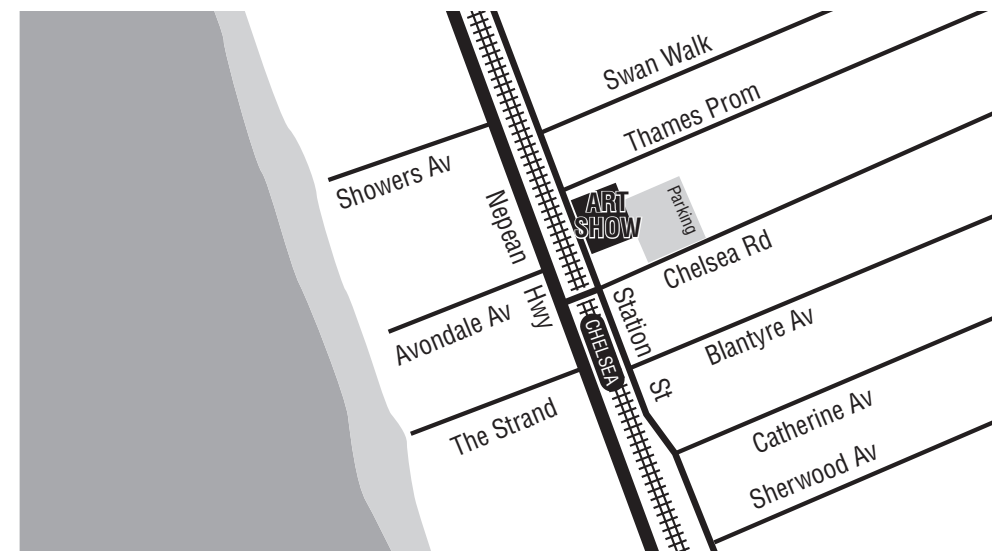 Swan Walk
Thames Prom
Showers Av
Parking
ART
SHOW
Nepean
Hwy
Chelsea Rd
Station
St
Avondale Av
CHELSEA
Blantyre Av
The Strand
Catherine Av
Sherwood Av